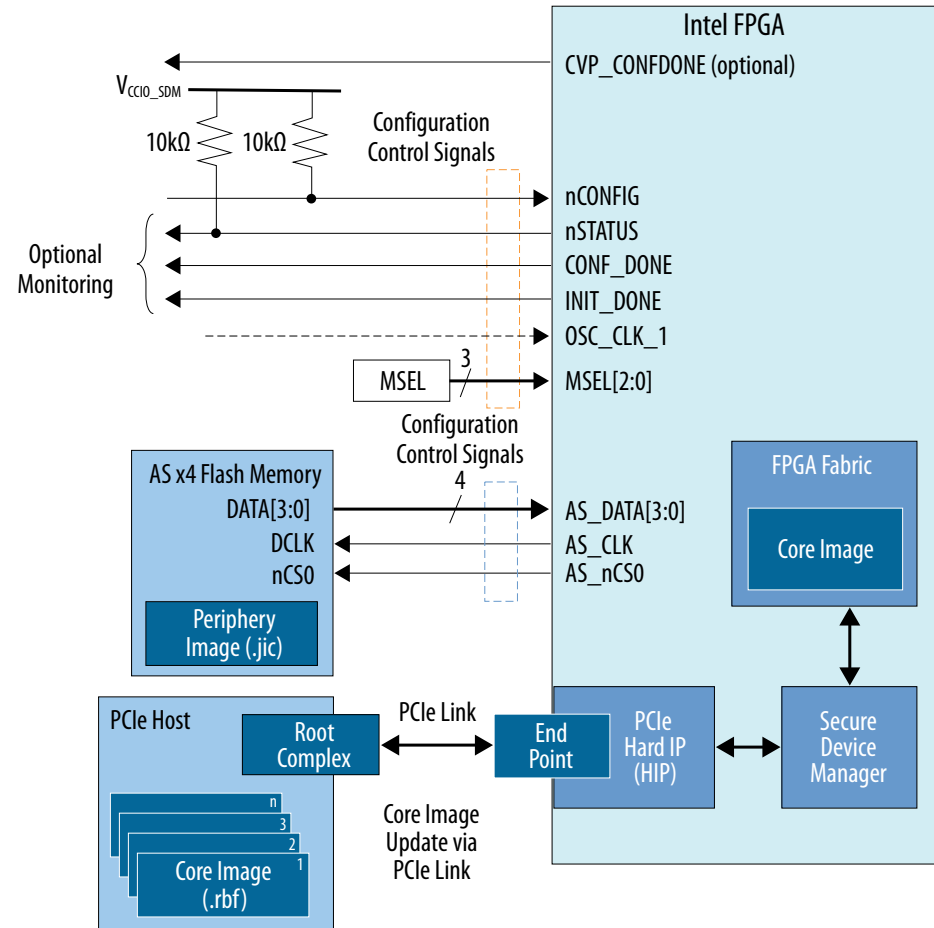 Intel FPGA
CVP_CONFDONE (optional)
VCCIO_SDM
10kΩ
10kΩ
Configuration
Control Signals
nCONFIG
nSTATUS
CONF_DONE
INIT_DONE
OSC_CLK_1
Optional
Monitoring
MSEL
3
MSEL[2:0]
Configuration
Control Signals
4
AS x4 Flash Memory
DATA[3:0]
DCLK
nCS0
AS_DATA[3:0]
AS_CLK
AS_nCS0
Periphery
Image (.jic)
FPGA Fabric
Core Image
PCIe Host
Root
Complex
PCIe Link
End
Point
PCIe
Hard IP
(HIP)
Secure
Device
Manager
Core Image
Update via
PCIe Link
n
3
2
1
Core Image
(.rbf)